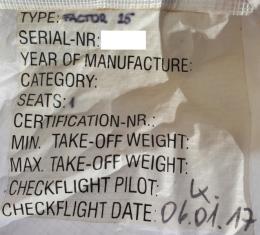 TYPE: FACTOR 25
SERIAL-NR:
YEAR OF MANUFACTURE:
CATEGORY:
SEATS: 1
CERTIFICATION-NR.:
MIN. TAKE-OFF WEIGHT:
MAX. TAKE-OFF WEIGHT:
CHECKFLIGHT PILOT:
CHECKFLIGHT DATE: 06.01.17